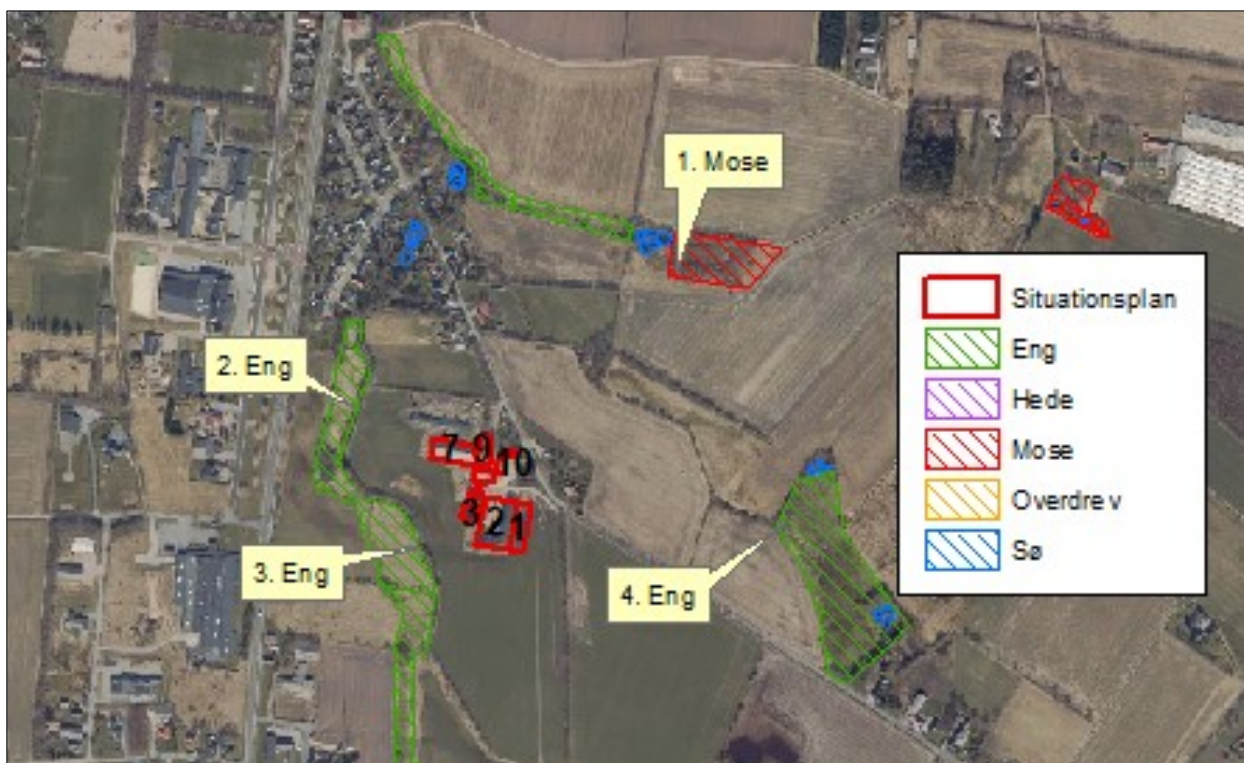 1. Mose
Situationsplan
Eng
2. Eng
Hede
Mose
7 9 10
Overdrev
3 2 1
Sø
3. Eng
4. Eng